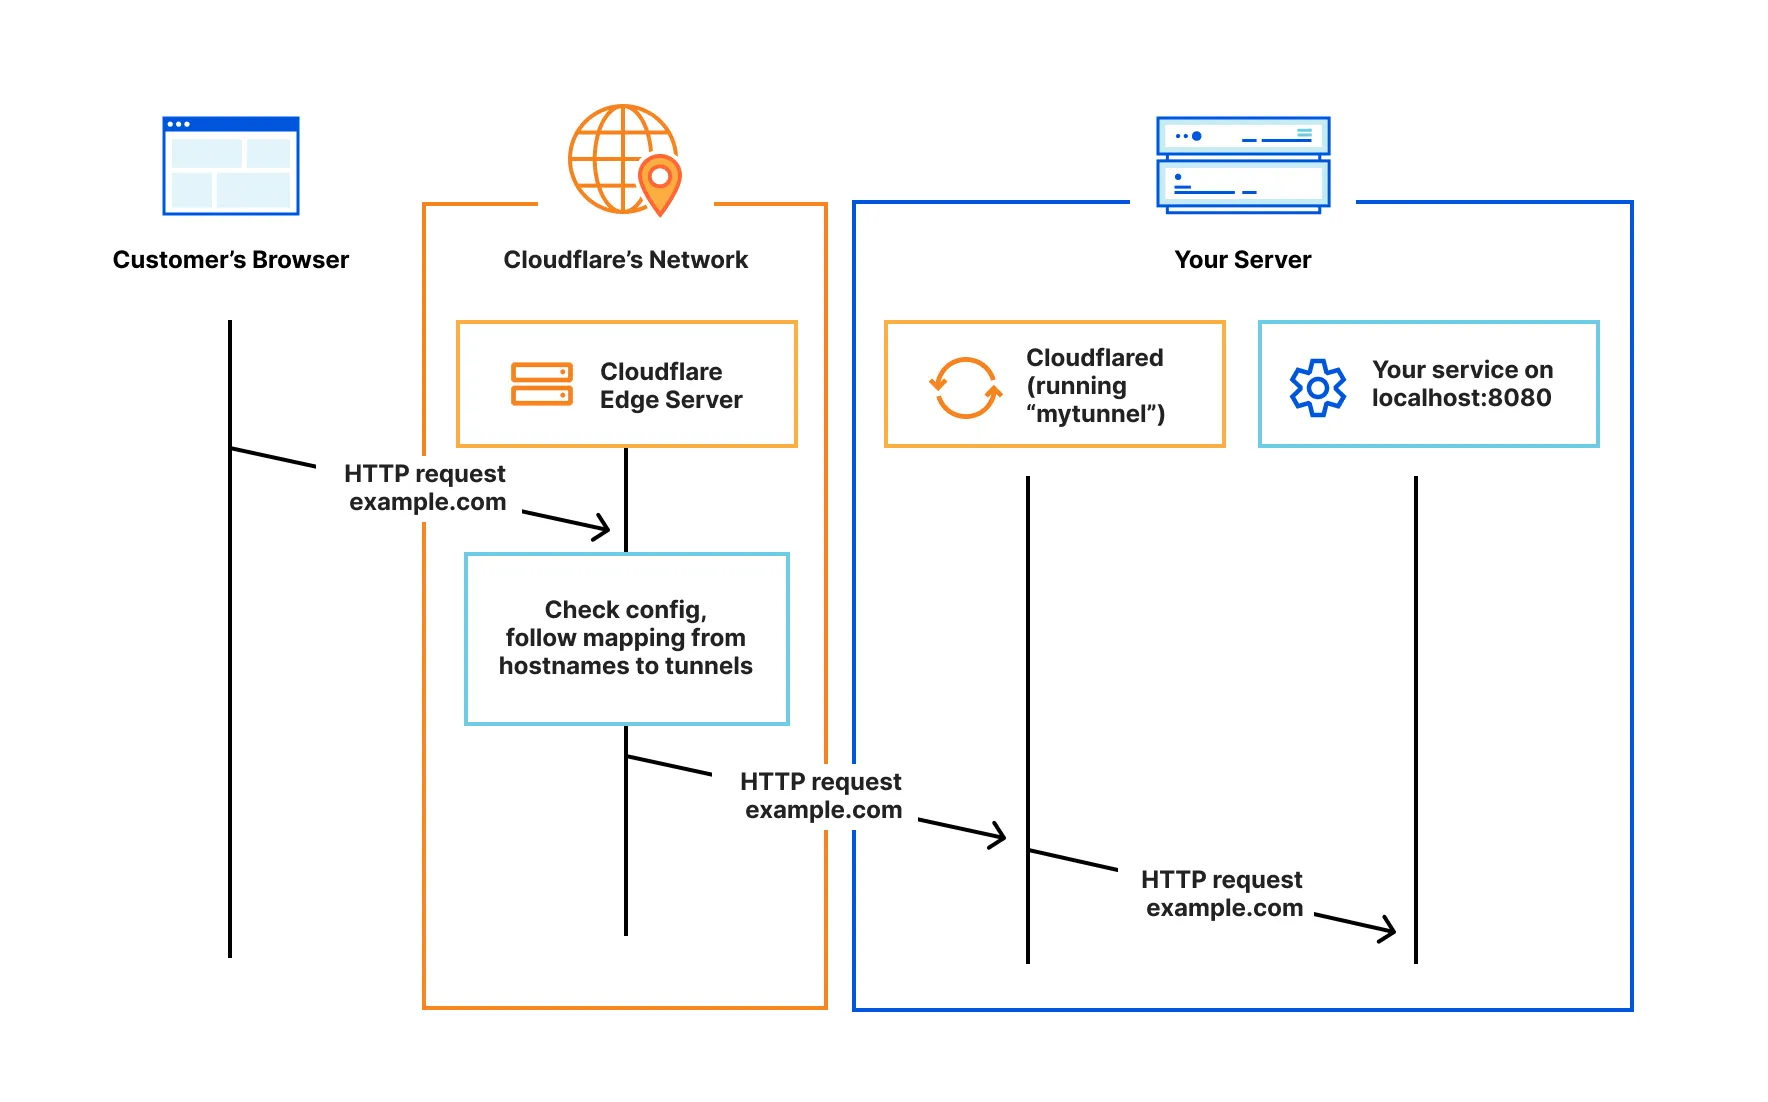 Customer’s Browser
Cloudflare’s Network
Your Server
Cloudflare
Edge Server
Cloudflared
(running
“mytunnel”)
Your service on
localhost:8080
HTTP request
example.com
Check config,
follow mapping from
hostnames to tunnels
HTTP request
example.com
HTTP request
example.com